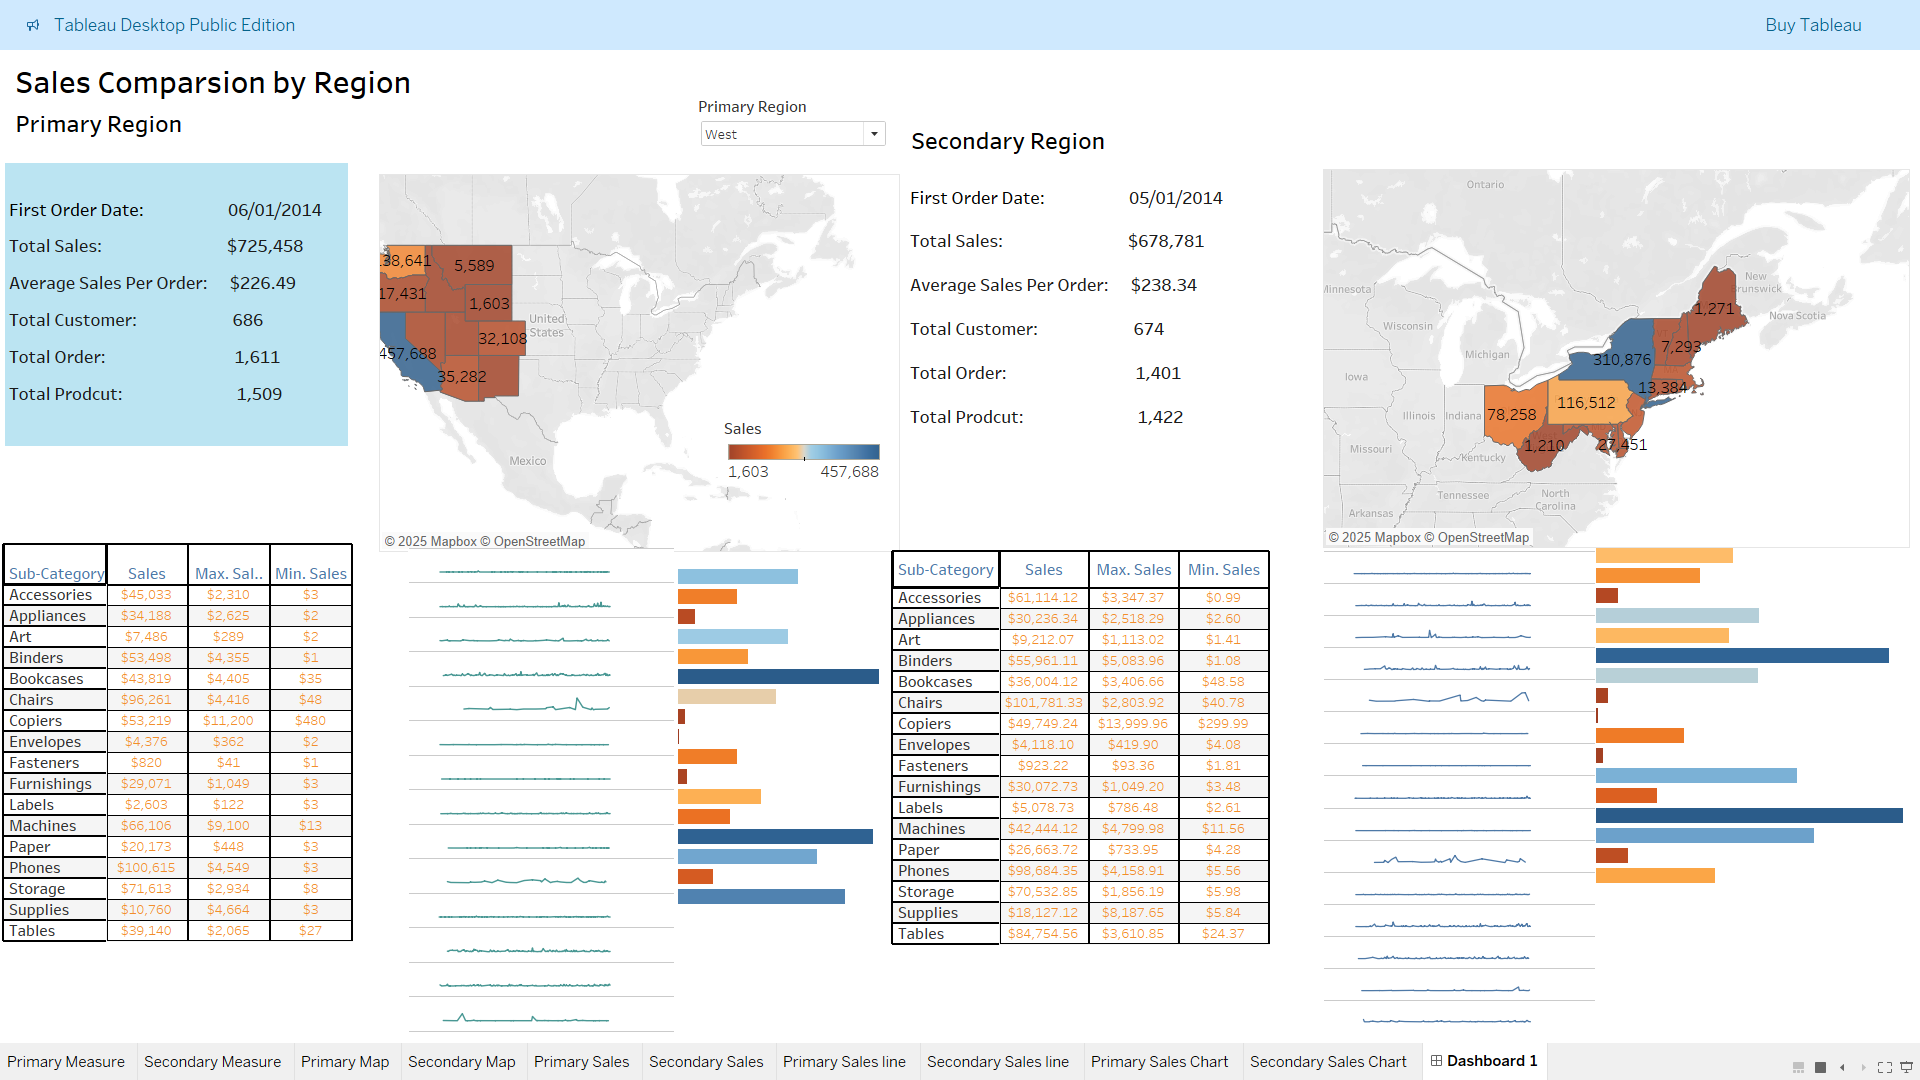 Tableau Desktop Public Edition
Buy Tableau
Sales Comparsion by Region
Primary Region
Primary Region
West
Secondary Region
First Order Date: 06/01/2014
Total Sales: $725,458
Average Sales Per Order: $226.49
Total Customer: 686
Total Order: 1,611
Total Prodcut: 1,509
38,641
5,589
17,431
1,603
United States
32,108
457,688
35,282
Mexico
Sales
1,603 457,688
© 2025 Mapbox © OpenStreetMap
First Order Date: 05/01/2014
Total Sales: $678,781
Average Sales Per Order: $238.34
Total Customer: 674
Total Order: 1,401
Total Prodcut: 1,422
Ontario
New Brunswick
Minnesota
1,271
Nova Scotia
Wisconsin
Michigan
310,876
7,293
Iowa
13,384
116,512
Illinois
Indiana
78,258
1,210
27,451
Missouri
Kentucky
Tennessee
North Carolina
Arkansas
© 2025 Mapbox © OpenStreetMap
Sub-Category Sales Max. Sal.. Min. Sales
Accessories $45,033 $2,310 $3
Appliances $34,188 $2,625 $2
Art $7,486 $289 $2
Binders $53,498 $4,355 $1
Bookcases $43,819 $4,405 $35
Chairs $96,261 $4,416 $48
Copiers $53,219 $11,200 $480
Envelopes $4,376 $362 $2
Fasteners $820 $41 $1
Furnishings $29,071 $1,049 $3
Labels $2,603 $122 $3
Machines $66,106 $9,100 $13
Paper $20,173 $448 $3
Phones $100,615 $4,549 $3
Storage $71,613 $2,934 $8
Supplies $10,760 $4,664 $3
Tables $39,140 $2,065 $27
Sub-Category Sales Max. Sales Min. Sales
Accessories $61,114.12 $3,347.37 $0.99
Appliances $30,236.34 $2,518.29 $2.60
Art $9,212.07 $1,113.02 $1.41
Binders $55,961.11 $5,083.96 $1.08
Bookcases $36,004.12 $3,406.66 $48.58
Chairs $101,781.33 $2,803.92 $40.78
Copiers $49,749.24 $13,999.96 $299.99
Envelopes $4,118.10 $419.90 $4.08
Fasteners $923.22 $93.36 $1.81
Furnishings $30,072.73 $1,049.20 $3.48
Labels $5,078.73 $786.48 $2.61
Machines $42,444.12 $4,799.98 $11.56
Paper $26,663.72 $733.95 $4.28
Phones $98,684.35 $4,158.91 $5.56
Storage $70,532.85 $1,856.19 $5.98
Supplies $18,127.12 $8,187.65 $5.84
Tables $84,754.56 $3,610.85 $24.37
Primary Measure Secondary Measure Primary Map Secondary Map Primary Sales Secondary Sales Primary Sales line Secondary Sales line Primary Sales Chart Secondary Sales Chart Dashboard 1